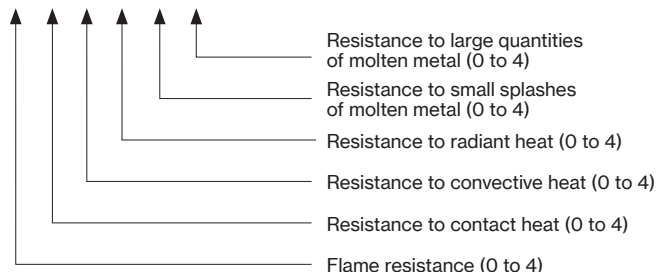 Resistance to large quantities
of molten metal (0 to 4)
Resistance to small splashes
of molten metal (0 to 4)
Resistance to radiant heat (0 to 4)
Resistance to convective heat (0 to 4)
Resistance to contact heat (0 to 4)
Flame resistance (0 to 4)